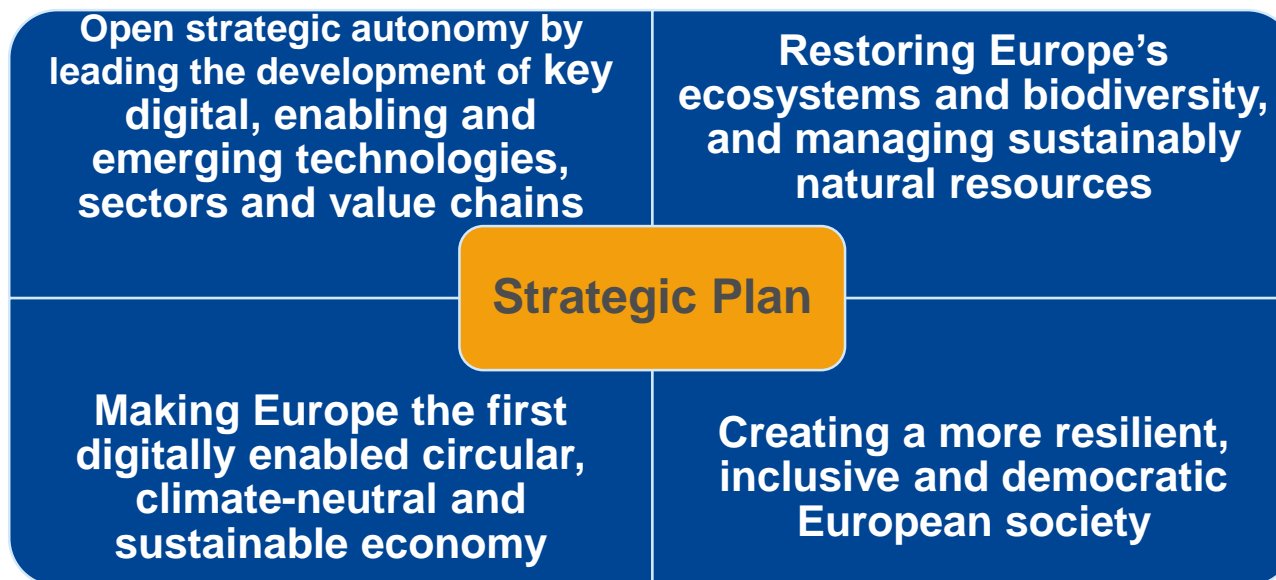 Open strategic autonomy by
leading the development of key
digital, enabling and
emerging technologies,
sectors and value chains
Restoring Europe’s
ecosystems and biodiversity,
and managing sustainably
natural resources
Strategic Plan
Making Europe the first
digitally enabled circular,
climate-neutral and
sustainable economy
Creating a more resilient,
inclusive and democratic
European society